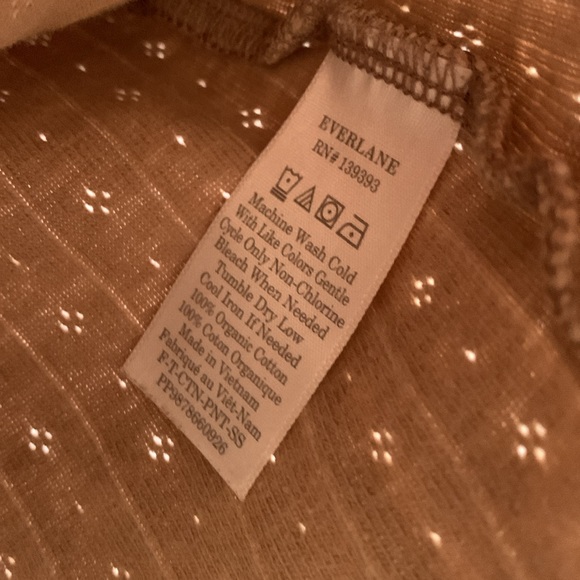 EVERLANE
RN# 139393
Machine Wash Cold
With Like Colors Gentle
Cycle Only Non-Chlorine
Bleach When Needed
Tumble Dry Low
Cool Iron If Needed
100% Organic Cotton
100% Coton Organique
Made in Vietnam
Fabriqué au Viêt-Nam
F-T-CTN-PNT-SS
PP9878660926